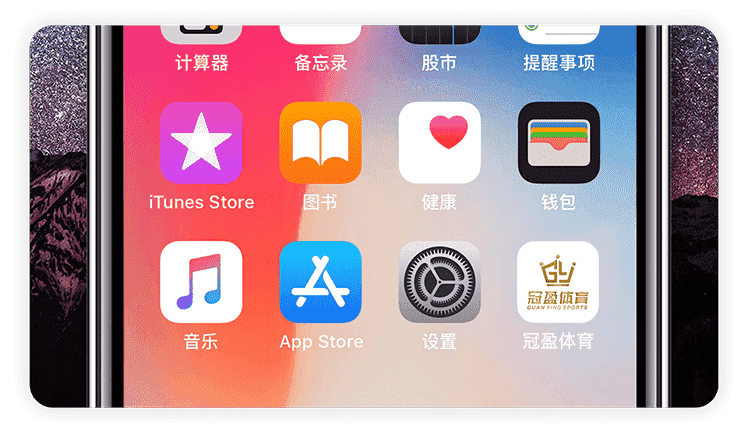 计算器
备忘录
股市
提醒事项
iTunes Store
图书
健康
钱包
GY
冠盈体育
GUAN YING SPORTS
音乐
App Store
设置
冠盈体育